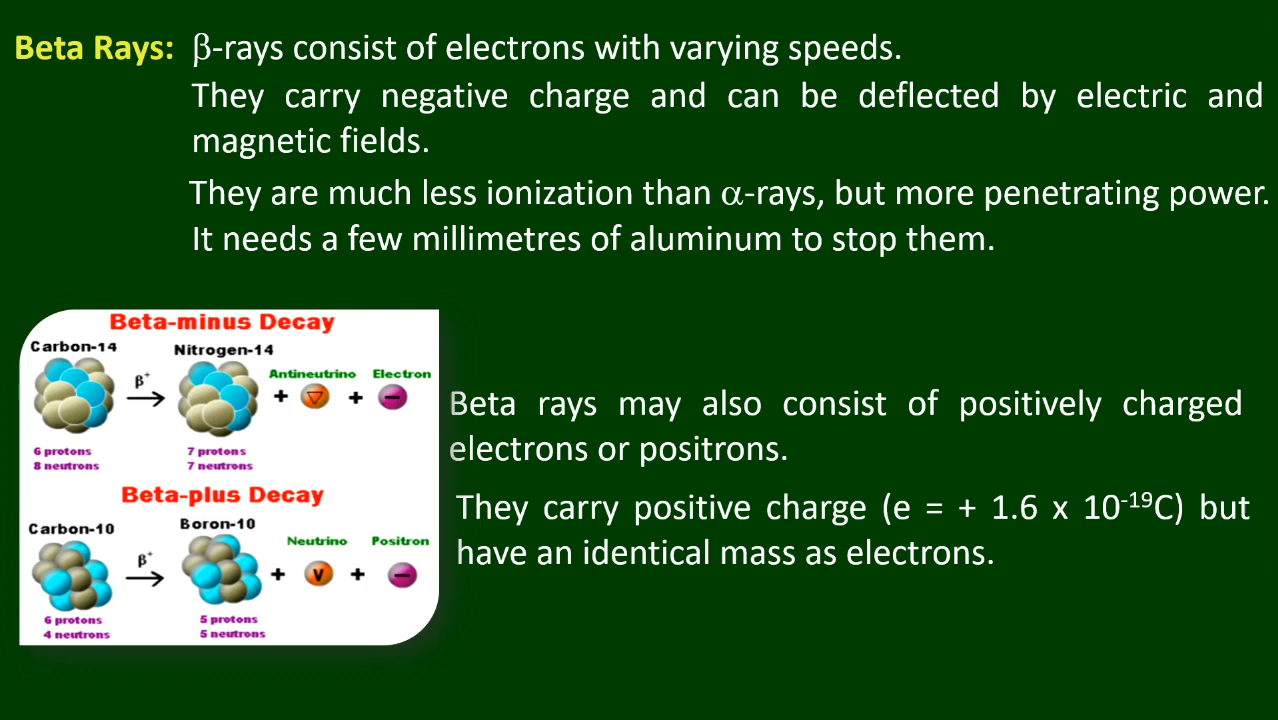 Beta Rays: β-rays consist of electrons with varying speeds.
They carry negative charge and can be deflected by electric and
magnetic fields.
They are much less ionization than α-rays, but more penetrating power.
It needs a few millimetres of aluminum to stop them.
Beta-minus Decay
Carbon-14
Nitrogen-14
Antineutrino
Electron
β+
+
▽
+
−
6 protons
8 neutrons
7 protons
7 neutrons
Beta-plus Decay
Carbon-10
Boron-10
Neutrino
Positron
β+
+
v
+
−
6 protons
4 neutrons
5 protons
5 neutrons
Beta rays may also consist of positively charged
electrons or positrons.
They carry positive charge (e = + 1.6 x 10⁻¹⁹C) but
have an identical mass as electrons.